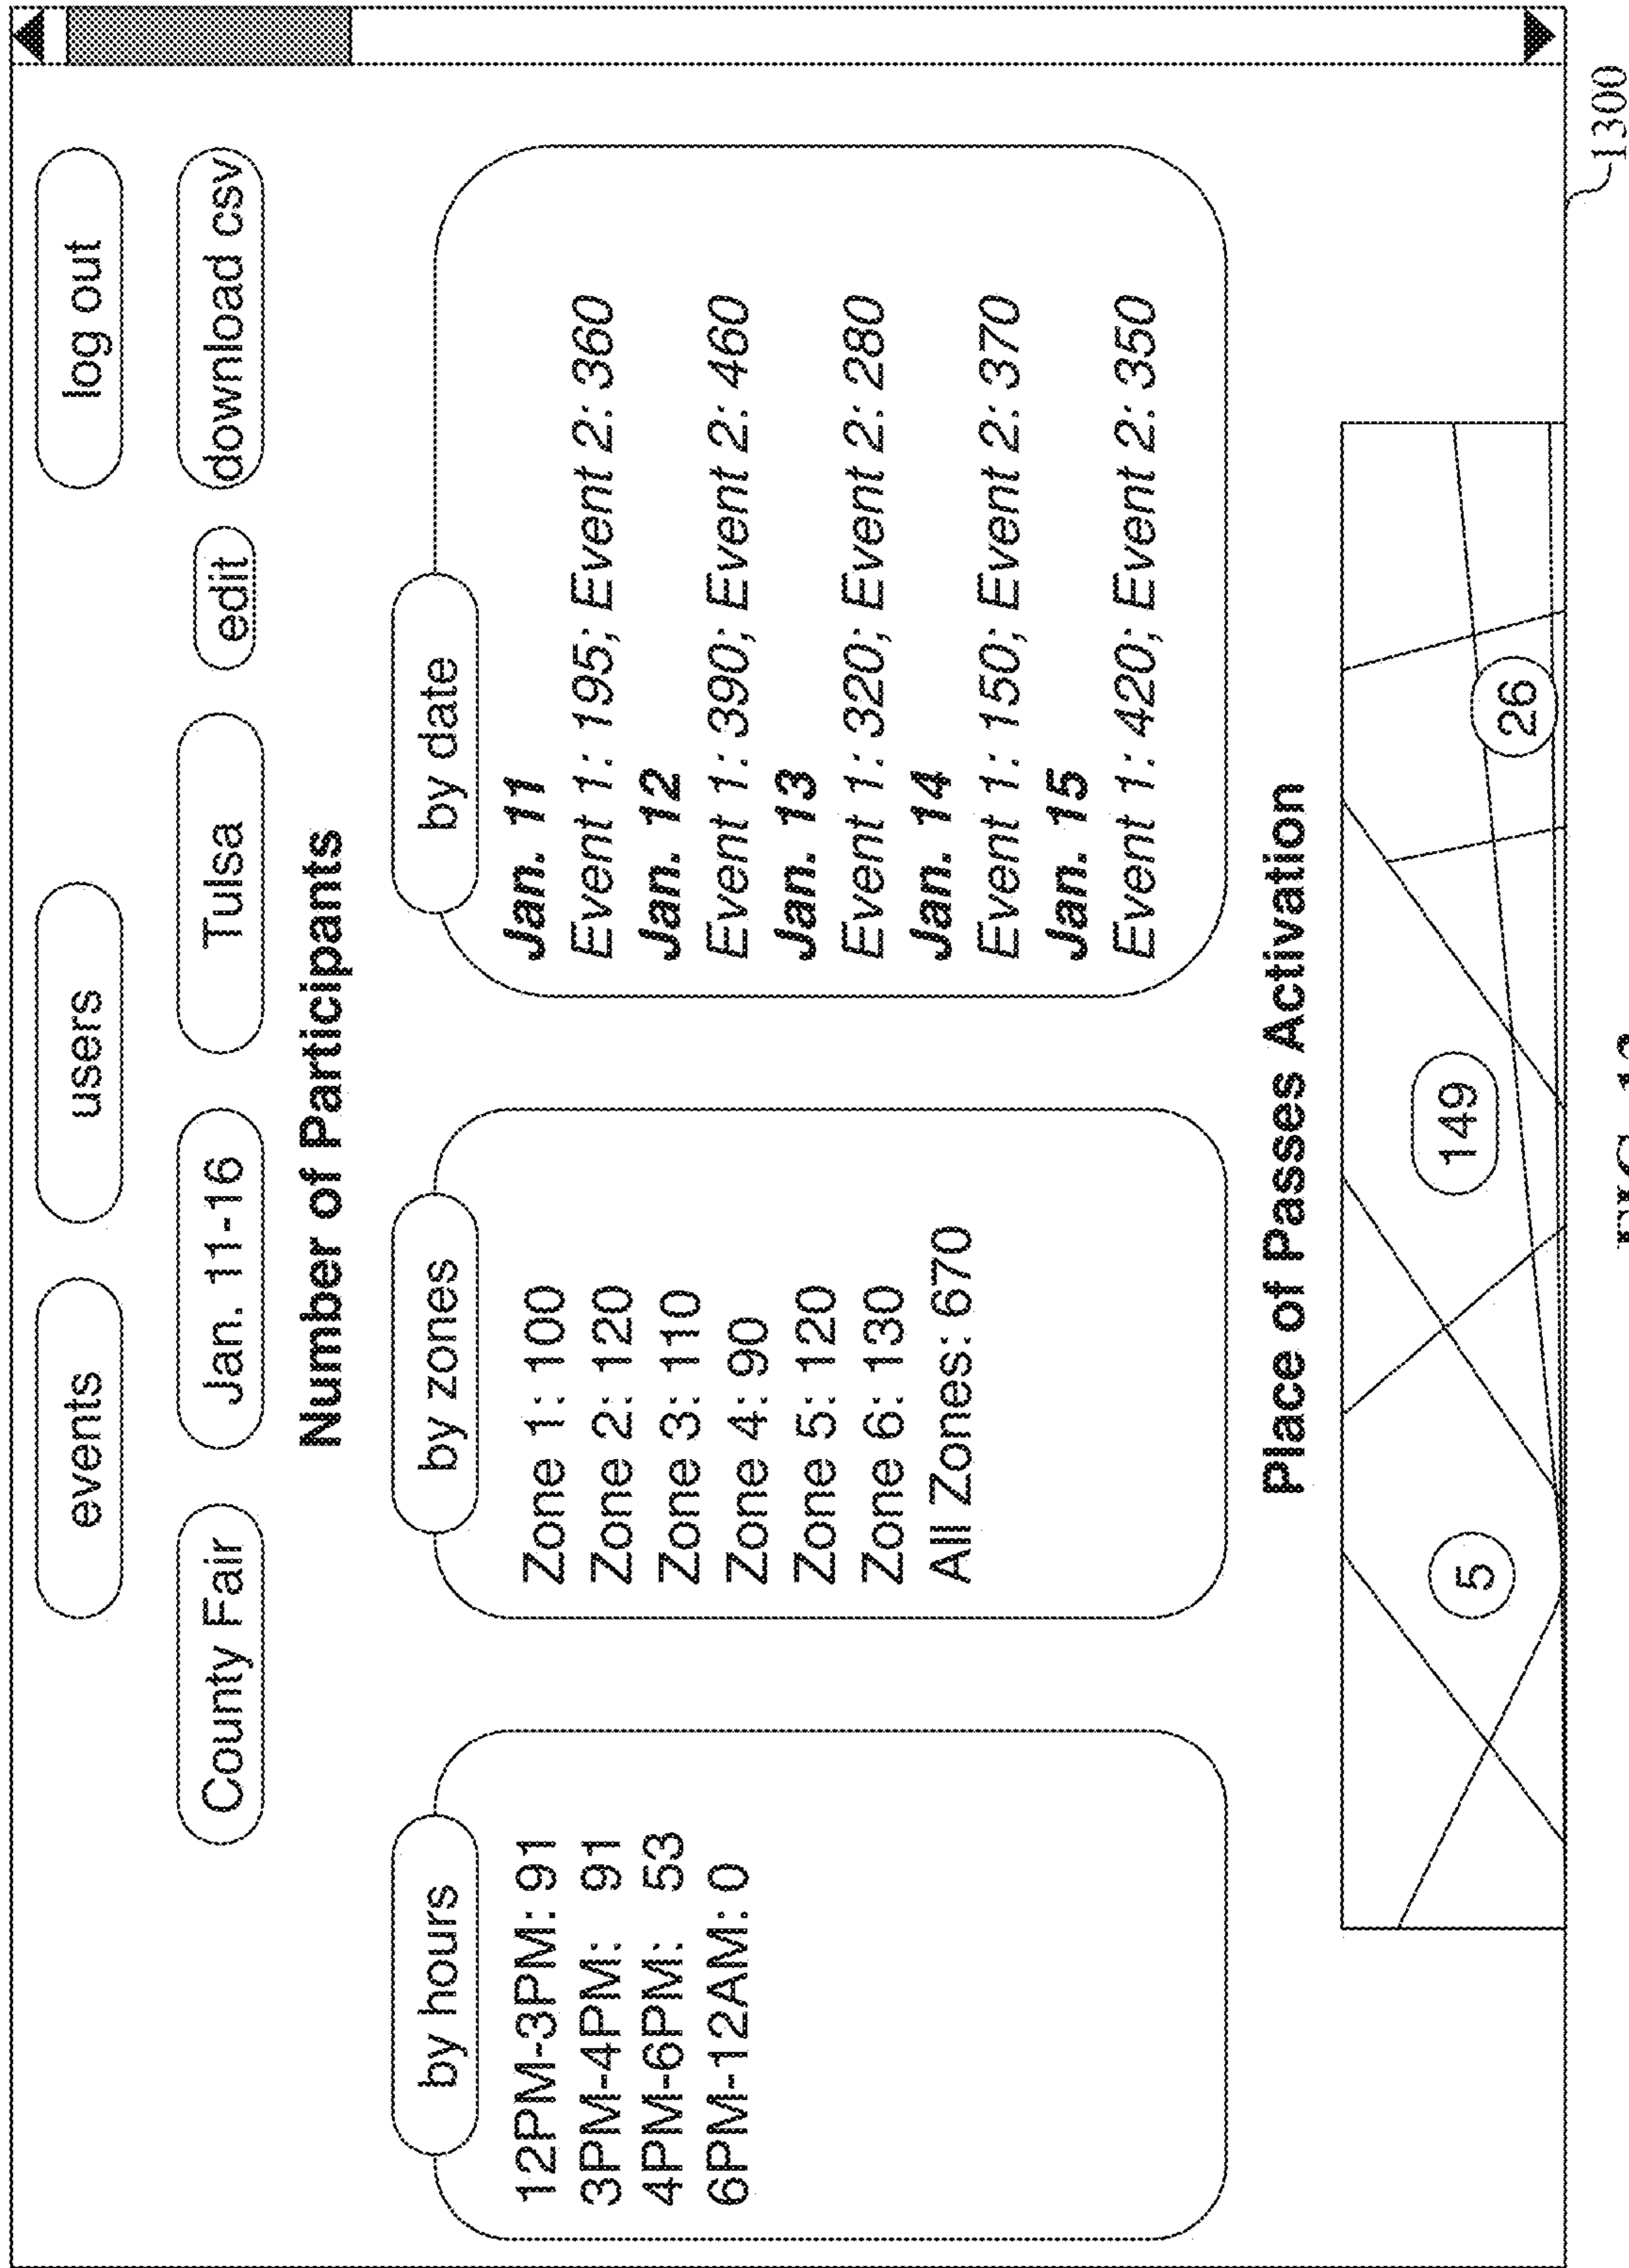 events users log out
County Fair Jan. 11-16 Tulsa edit download csv
Number of Participants
by hours
12PM-3PM: 91
3PM-4PM: 91
4PM-6PM: 53
6PM-12AM: 0
by zones
Zone 1: 100
Zone 2: 120
Zone 3: 110
Zone 4: 90
Zone 5: 120
Zone 6: 130
All Zones: 670
by date
Jan. 11
Event 1: 195; Event 2: 360
Jan. 12
Event 1: 390; Event 2: 460
Jan. 13
Event 1: 320; Event 2: 280
Jan. 14
Event 1: 150; Event 2: 370
Jan. 15
Event 1: 420; Event 2: 350
Place of Passes Activation
5
149
26
1300